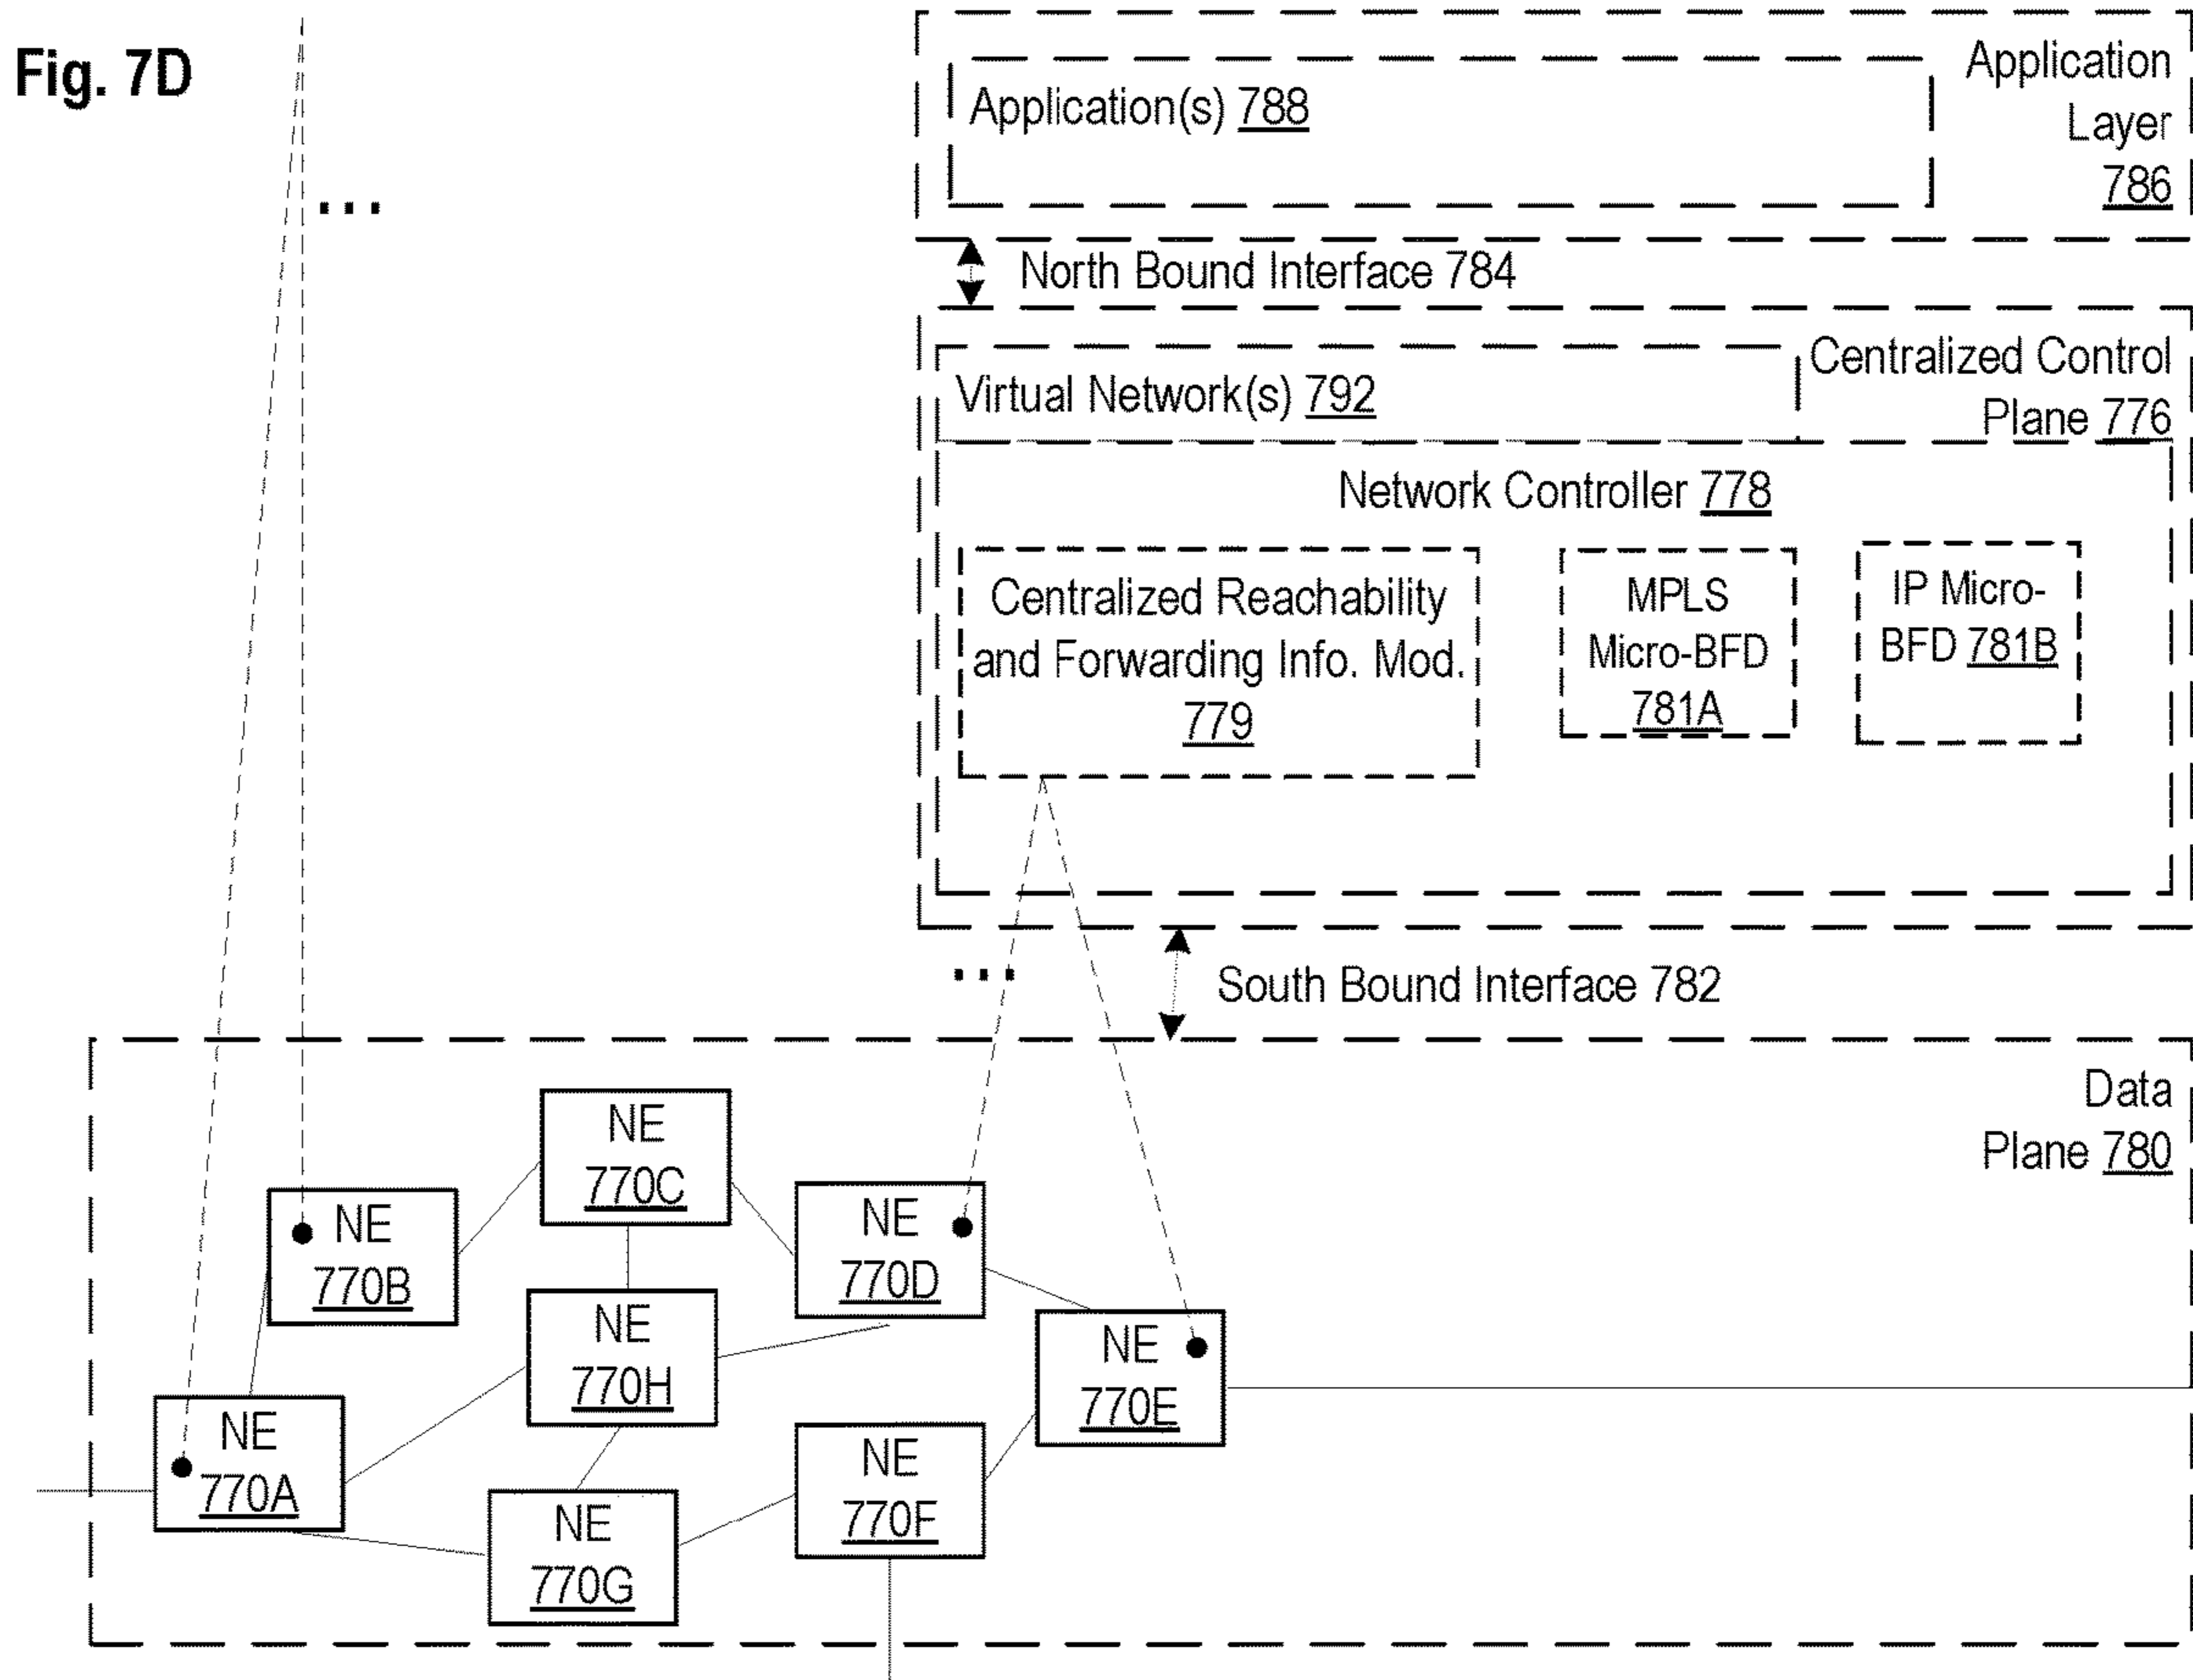 Fig. 7D
Application
Layer
786
Application(s) 788
North Bound Interface 784
Centralized Control
Plane 776
Virtual Network(s) 792
Network Controller 778
Centralized Reachability
and Forwarding Info. Mod.
779
MPLS
Micro-BFD
781A
IP Micro-
BFD 781B
...
...
South Bound Interface 782
Data
Plane 780
NE
770C
NE
770B
NE
770D
NE
770H
NE
770E
NE
770A
NE
770F
NE
770G